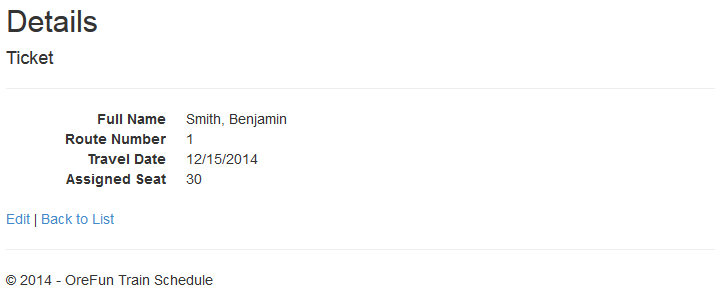 Details
Ticket
Full Name Smith, Benjamin
Route Number 1
Travel Date 12/15/2014
Assigned Seat 30
Edit | Back to List
© 2014 - OreFun Train Schedule